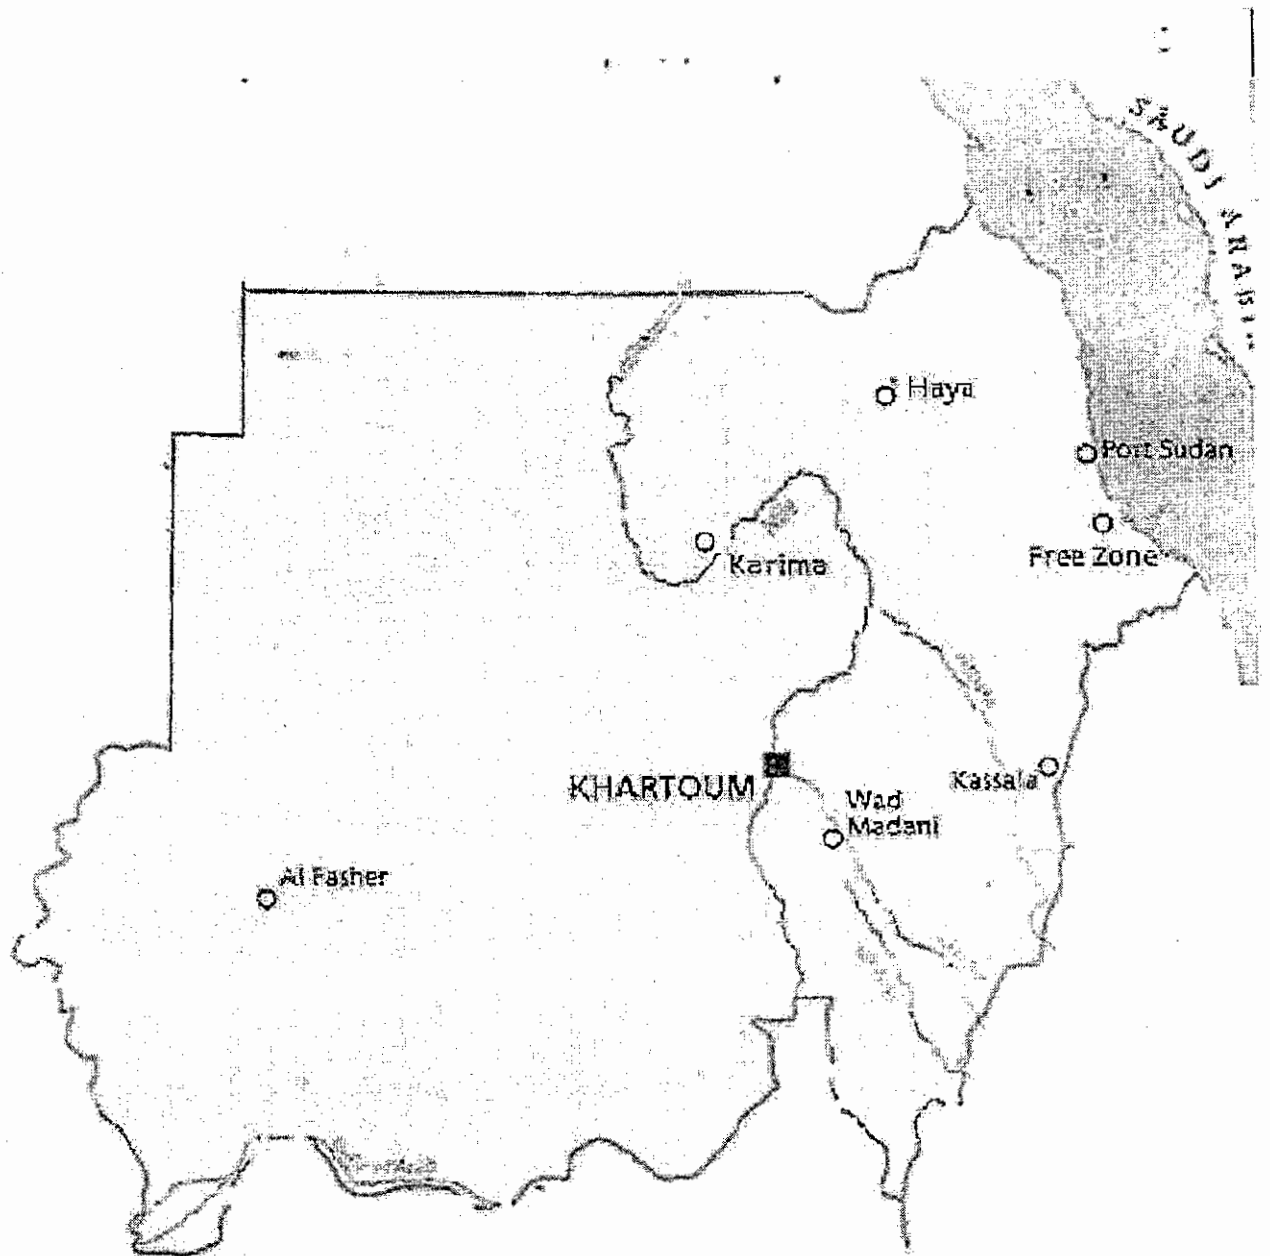 SAUDI ARABIA
Haya
Port Sudan
Free Zone
Karima
KHARTOUM
Kassala
Wad
Madani
Al Fasher